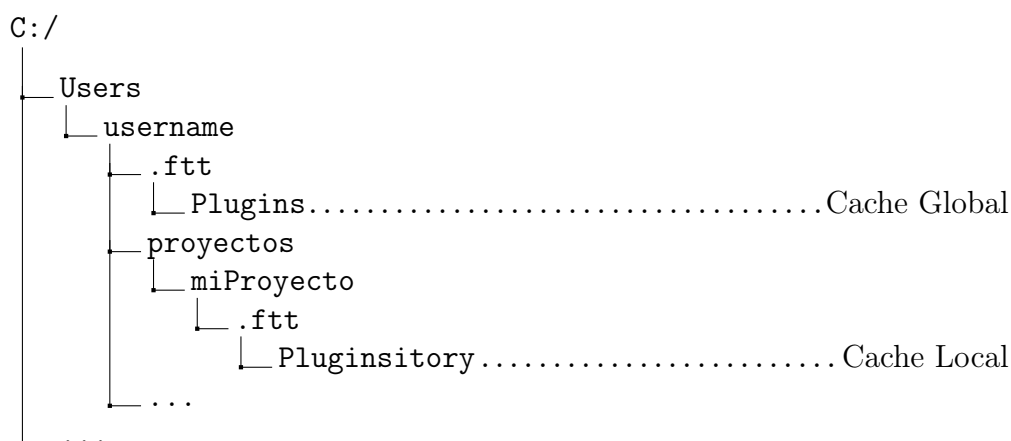 C:/
Users
username
.ftt
Plugins....................................Cache Global
proyectos
miProyecto
.ftt
Pluginsitory.........................Cache Local
...
...